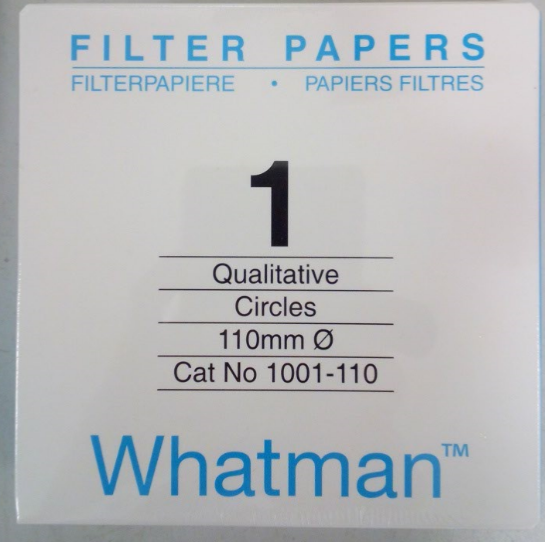 FILTER PAPERS
FILTERPAPIERE • PAPIERS FILTRES
1
Qualitative
Circles
110mm Ø
Cat No 1001-110
Whatman™